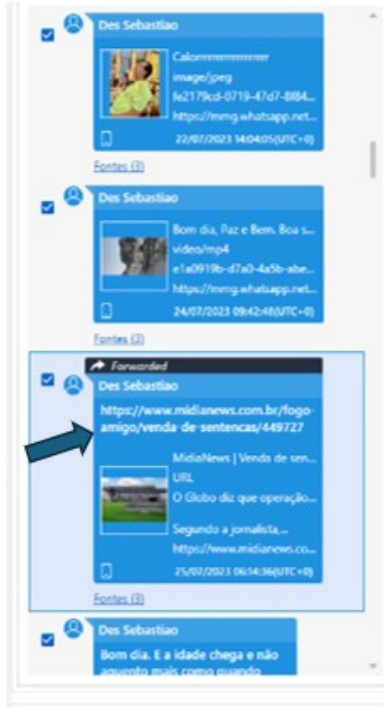 Des Sebastiao
Calorrrrrrrrrrrrrrrrr
image/jpeg
fe2179cd-0719-47d7-8f84...
https://mmg.whatsapp.net...
22/07/2023 14:04:05(UTC+0)
Fontes (3)
Des Sebastiao
Bom dia, Paz e Bem. Boa s...
video/mp4
e1a0919b-d7a0-4a5b-abe...
https://mmg.whatsapp.net...
24/07/2023 09:42:48(UTC+0)
Fontes (3)
Forwarded
Des Sebastiao
https://www.midianews.com.br/fogo-
amigo/venda-de-sentencas/449727
MidiaNews | Venda de sen...
URL
O Globo diz que operação...
Segundo a jornalista,...
https://www.midianews.co...
25/07/2023 06:14:36(UTC+0)
Fontes (3)
Des Sebastiao
Bom dia. E a idade chega e não
aquento mais como quando